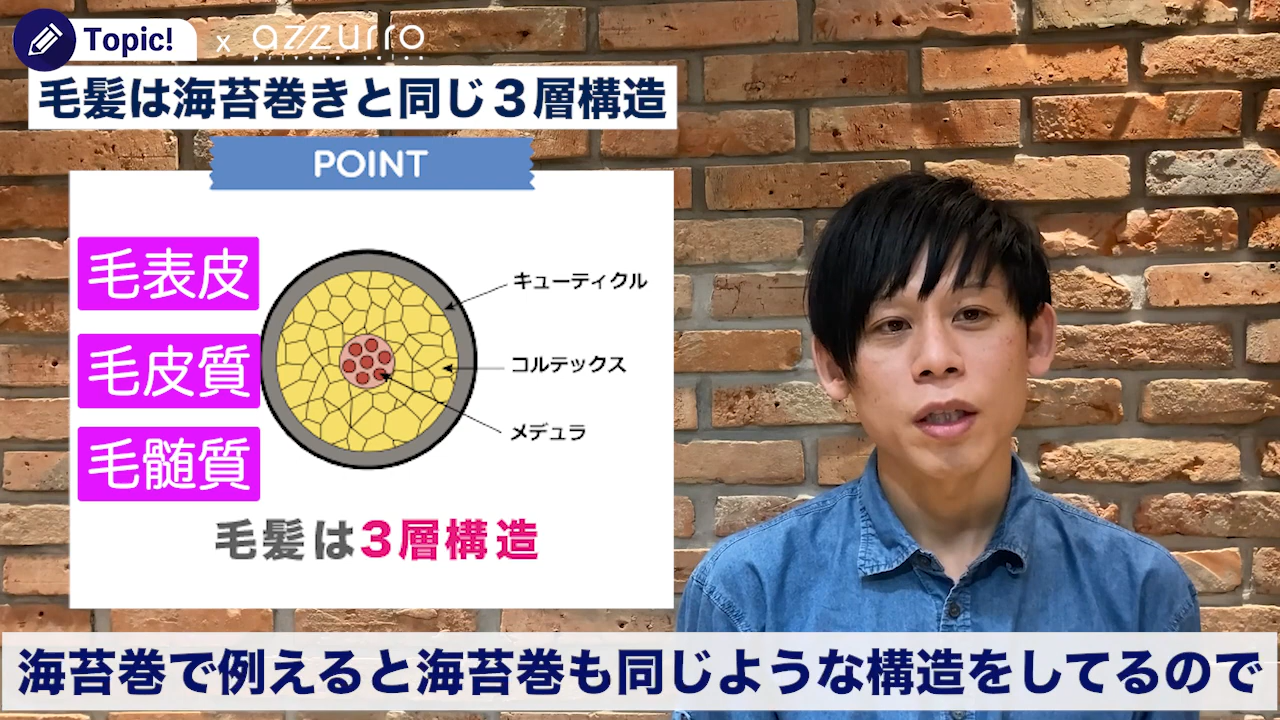 Topic!
x azzurro
private salon
毛髪は海苔巻きと同じ３層構造
POINT
毛表皮
毛皮質
毛髄質
キューティクル
コルテックス
メデュラ
毛髪は３層構造
海苔巻で例えると海苔巻も同じような構造をしてるので